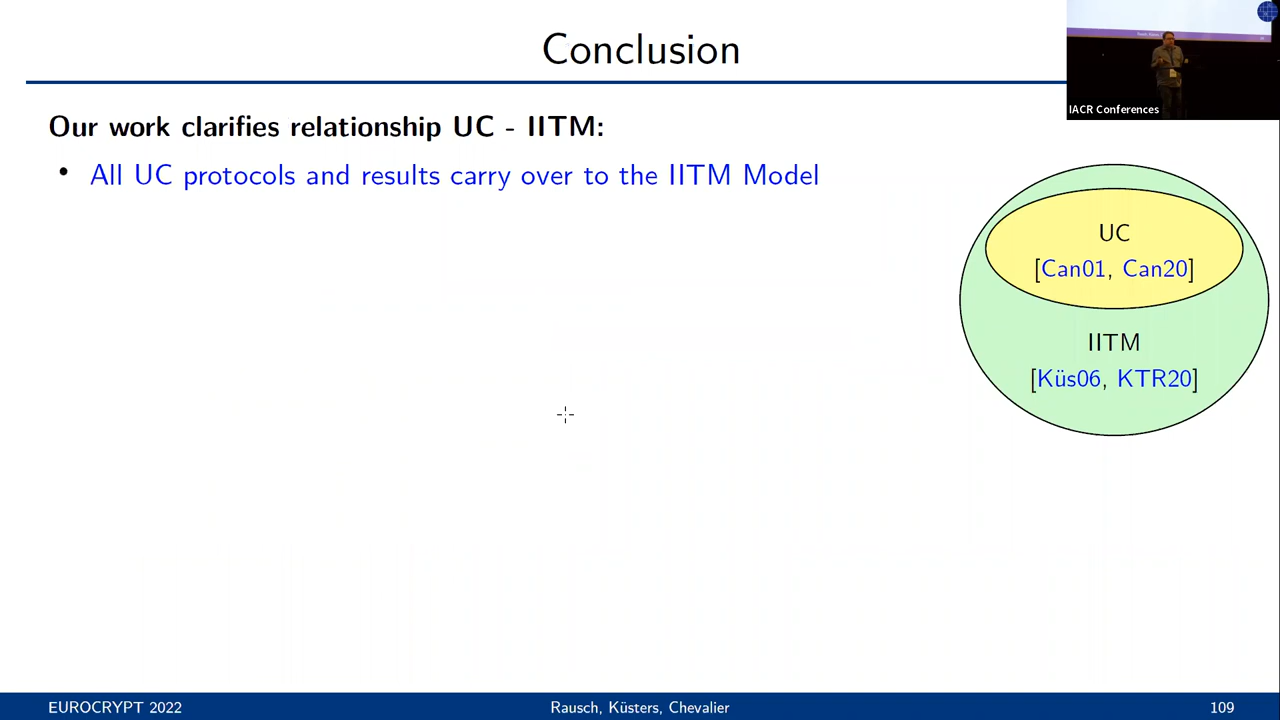 Conclusion
IACR Conferences
Our work clarifies relationship UC - IITM:
• All UC protocols and results carry over to the IITM Model
UC
[Can01, Can20]
IITM
[Küs06, KTR20]
EUROCRYPT 2022
Rausch, Küsters, Chevalier
109